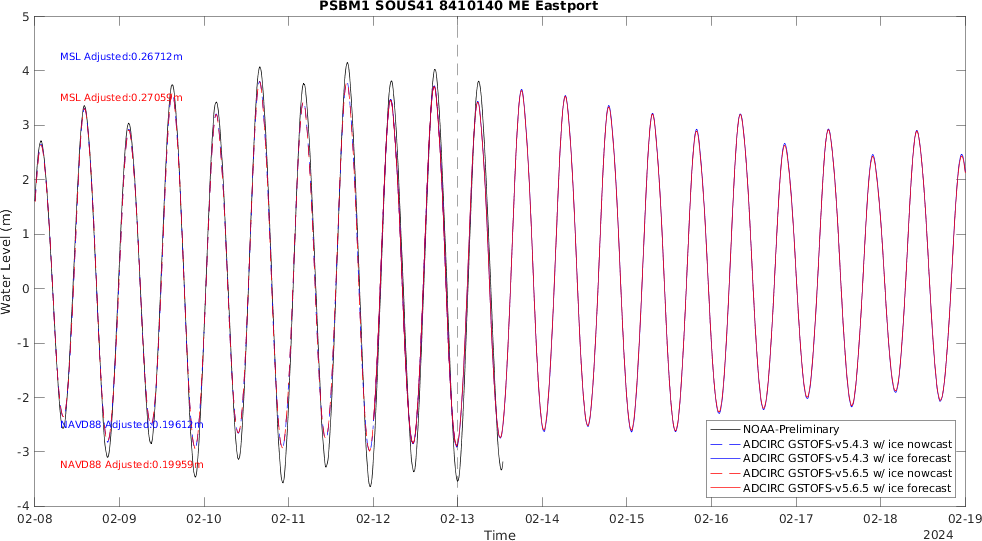 PSBM1 SOUS41 8410140 ME Eastport
5
4
3
2
1
0
-1
-2
-3
-4
Water Level (m)
MSL Adjusted:0.26712m
MSL Adjusted:0.27059m
NAVD88 Adjusted:0.19612m
NAVD88 Adjusted:0.19959m
NOAA-Preliminary
ADCIRC GSTOFS-v5.4.3 w/ ice nowcast
ADCIRC GSTOFS-v5.4.3 w/ ice forecast
ADCIRC GSTOFS-v5.6.5 w/ ice nowcast
ADCIRC GSTOFS-v5.6.5 w/ ice forecast
02-08 02-09 02-10 02-11 02-12 02-13 02-14 02-15 02-16 02-17 02-18 02-19
Time
2024